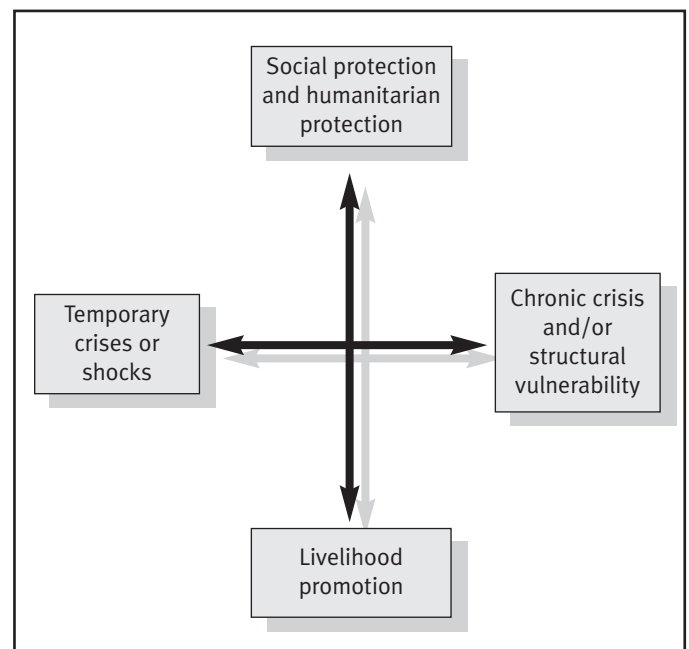 Social protection
and humanitarian
protection
Temporary
crises or
shocks
Chronic crisis
and/or
structural
vulnerability
Livelihood
promotion